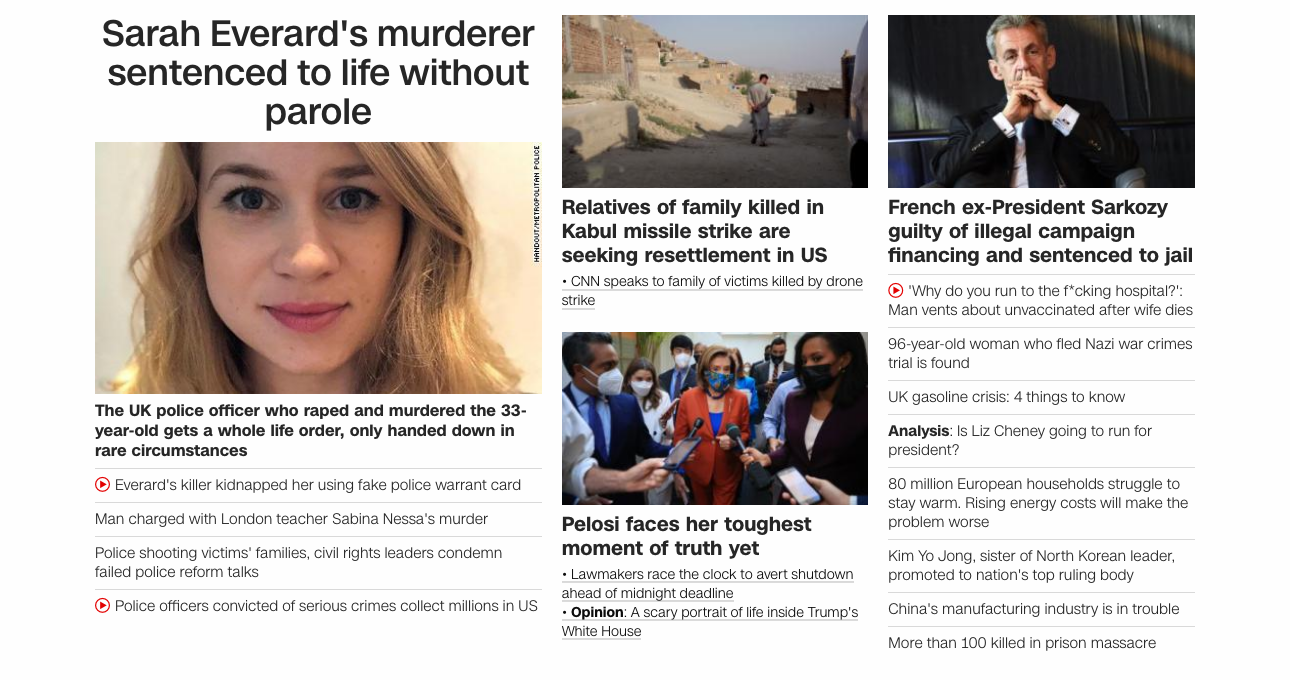 Sarah Everard's murderer
sentenced to life without
parole
HANDOUT/METROPOLITAN POLICE
The UK police officer who raped and murdered the 33-
year-old gets a whole life order, only handed down in
rare circumstances
Everard's killer kidnapped her using fake police warrant card
Man charged with London teacher Sabina Nessa's murder
Police shooting victims' families, civil rights leaders condemn
failed police reform talks
Police officers convicted of serious crimes collect millions in US
Relatives of family killed in
Kabul missile strike are
seeking resettlement in US
• CNN speaks to family of victims killed by drone
strike
Pelosi faces her toughest
moment of truth yet
• Lawmakers race the clock to avert shutdown
ahead of midnight deadline
• Opinion: A scary portrait of life inside Trump's
White House
French ex-President Sarkozy
guilty of illegal campaign
financing and sentenced to jail
'Why do you run to the f*cking hospital?':
Man vents about unvaccinated after wife dies
96-year-old woman who fled Nazi war crimes
trial is found
UK gasoline crisis: 4 things to know
Analysis: Is Liz Cheney going to run for
president?
80 million European households struggle to
stay warm. Rising energy costs will make the
problem worse
Kim Yo Jong, sister of North Korean leader,
promoted to nation's top ruling body
China's manufacturing industry is in trouble
More than 100 killed in prison massacre